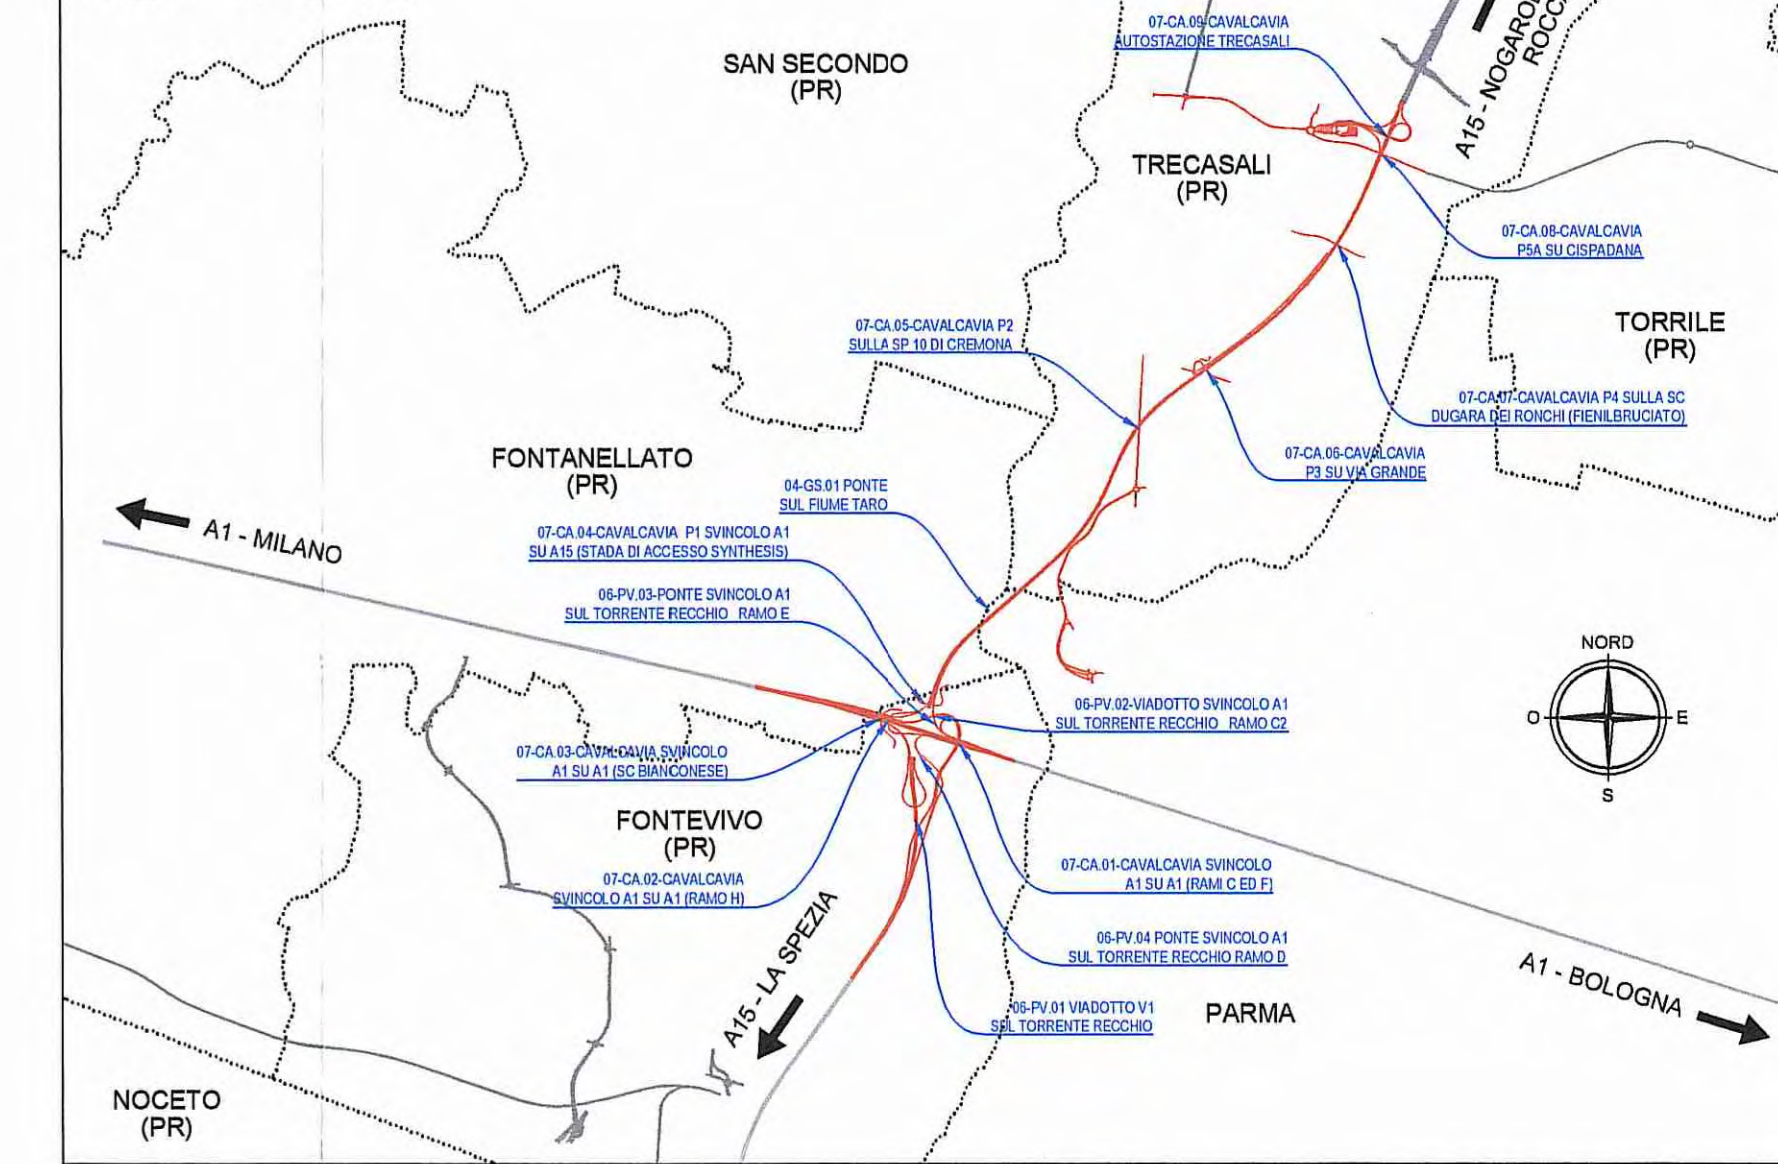 07-CA.09-CAVALCAVIA
AUTOSTAZIONE TRECASALI
SAN SECONDO
(PR)
TRECASALI
(PR)
07-CA.08-CAVALCAVIA
P5A SU CISPADANA
07-CA.05-CAVALCAVIA P2
SULLA SP 10 DI CREMONA
TORRILE
(PR)
07-CA.07-CAVALCAVIA P4 SULLA SC
DUGARA DEI RONCHI (FIENILBRUCIATO)
07-CA.06-CAVALCAVIA
P3 SU VIA GRANDE
FONTANELLATO
(PR)
04-GS.01 PONTE
SUL FIUME TARO
A1 - MILANO
07-CA.04-CAVALCAVIA P1 SVINCOLO A1
SU A15 (STADA DI ACCESSO SYNTHESIS)
06-PV.03-PONTE SVINCOLO A1
SUL TORRENTE RECCHIO RAMO E
NORD
O
E
S
06-PV.02-VIADOTTO SVINCOLO A1
SUL TORRENTE RECCHIO RAMO C2
07-CA.03-CAVALCAVIA SVINCOLO
A1 SU A1 (SC BIANCONESE)
FONTEVIVO
(PR)
07-CA.02-CAVALCAVIA
SVINCOLO A1 SU A1 (RAMO H)
07-CA.01-CAVALCAVIA SVINCOLO
A1 SU A1 (RAMI C ED F)
06-PV.04 PONTE SVINCOLO A1
SUL TORRENTE RECCHIO RAMO D
A15 - LA SPEZIA
06-PV.01 VIADOTTO V1
SUL TORRENTE RECCHIO
PARMA
A1 - BOLOGNA
NOCETO
(PR)
A15 -